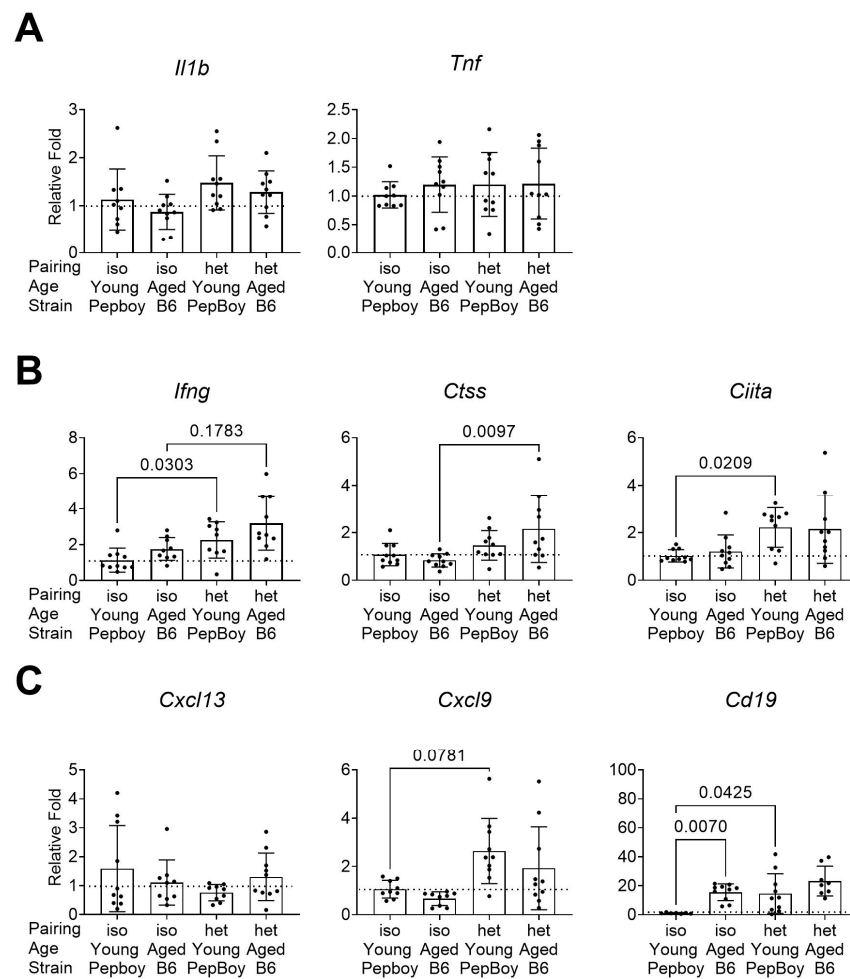 A
Il1b
Tnf
Relative Fold
3
2
1
0
2.5
2.0
1.5
1.0
0.5
0.0
Pairing iso iso het het iso iso het het
Age Young Aged Young Aged Young Aged Young Aged
Strain Pepboy B6 PepBoy B6 Pepboy B6 PepBoy B6
B
Ifng
Ctss
Ciita
8
6
4
2
0
0.0303
0.1783
6
4
2
0
0.0097
6
4
2
0
0.0209
Pairing iso iso het het iso iso het het iso iso het het
Age Young Aged Young Aged Young Aged Young Aged Young Aged Young Aged
Strain Pepboy B6 PepBoy B6 Pepboy B6 PepBoy B6 Pepboy B6 PepBoy B6
C
Cxcl13
Cxcl9
Cd19
Relative Fold
5
4
3
2
1
0
6
4
2
0
0.0781
100
80
60
40
20
0
0.0425
0.0070
Pairing iso iso het het iso iso het het iso iso het het
Age Young Aged Young Aged Young Aged Young Aged Young Aged Young Aged
Strain Pepboy B6 PepBoy B6 Pepboy B6 PepBoy B6 Pepboy B6 PepBoy B6